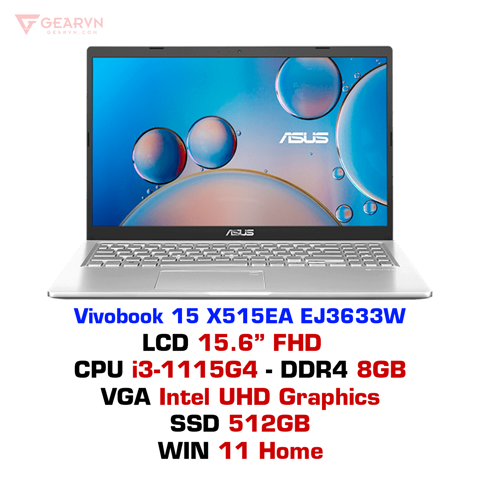 GEARVN
GEARVN.COM
ASUS
ASUS
Vivobook 15 X515EA EJ3633W
LCD 15.6” FHD
CPU i3-1115G4 - DDR4 8GB
VGA Intel UHD Graphics
SSD 512GB
WIN 11 Home